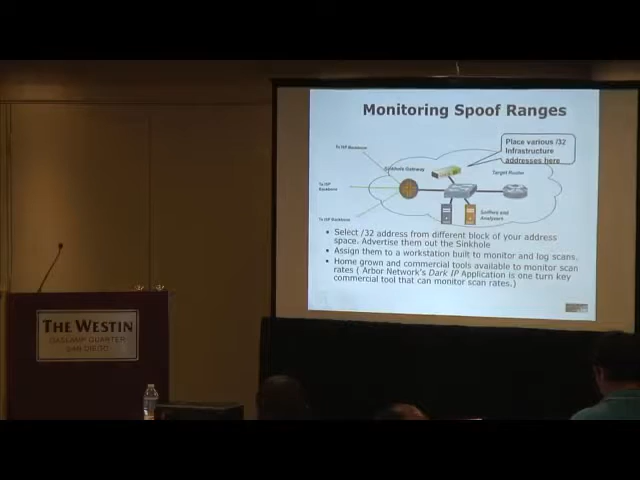 Monitoring Spoof Ranges
Place various /32
Infrastructure
addresses here
To ISP Backbone
Sinkhole Gateway
Target Router
To ISP
Backbone
To ISP Backbone
Sniffers and
Analyzers
Select /32 address from different block of your address
space. Advertise them out the Sinkhole
Assign them to a workstation built to monitor and log scans.
Home grown and commercial tools available to monitor scan
rates ( Arbor Network's Dark IP Application is one turn key
commercial tool that can monitor scan rates.)
THE WESTIN
GASLAMP QUARTER
SAN DIEGO